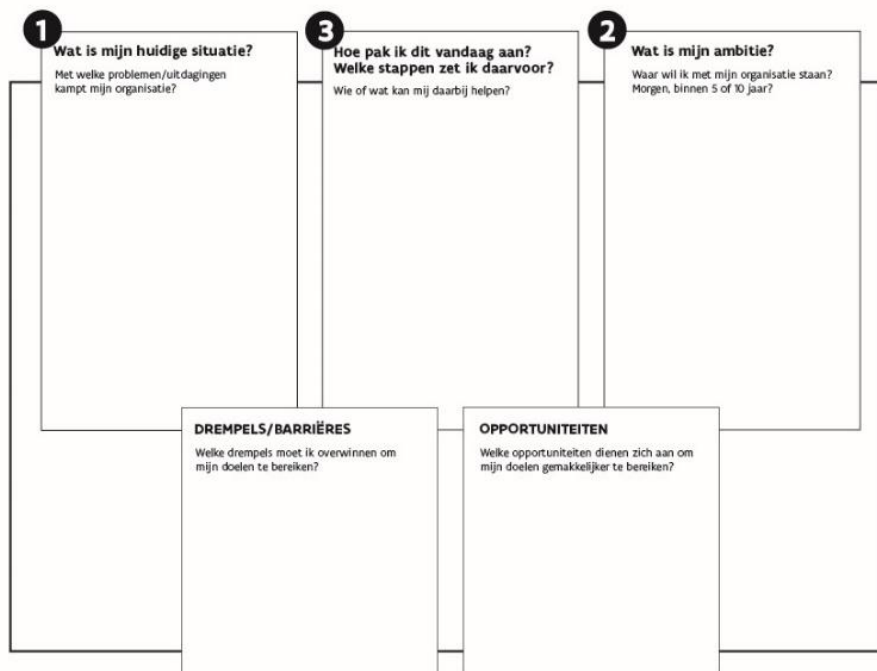 1
Wat is mijn huidige situatie?
Met welke problemen/uitdagingen
kampt mijn organisatie?
3
Hoe pak ik dit vandaag aan?
Welke stappen zet ik daarvoor?
Wie of wat kan mij daarbij helpen?
2
Wat is mijn ambitie?
Waar wil ik met mijn organisatie staan?
Morgen, binnen 5 of 10 jaar?
DREMPELS/BARRIÈRES
Welke drempels moet ik overwinnen om
mijn doelen te bereiken?
OPPORTUNITEITEN
Welke opportuniteiten dienen zich aan om
mijn doelen gemakkelijker te bereiken?